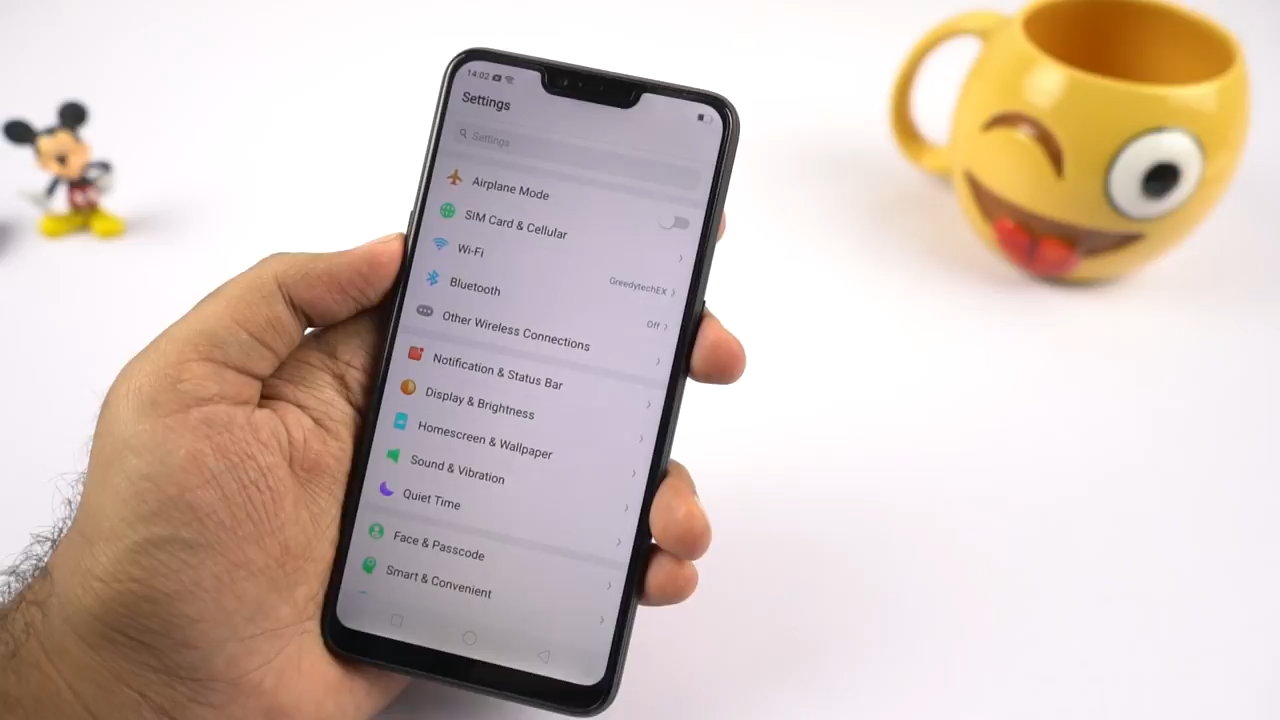 14:02
Settings
Settings
Airplane Mode
SIM Card & Cellular
Wi-Fi
GreedytechEX
Bluetooth
Off
Other Wireless Connections
Notification & Status Bar
Display & Brightness
Homescreen & Wallpaper
Sound & Vibration
Quiet Time
Face & Passcode
Smart & Convenient